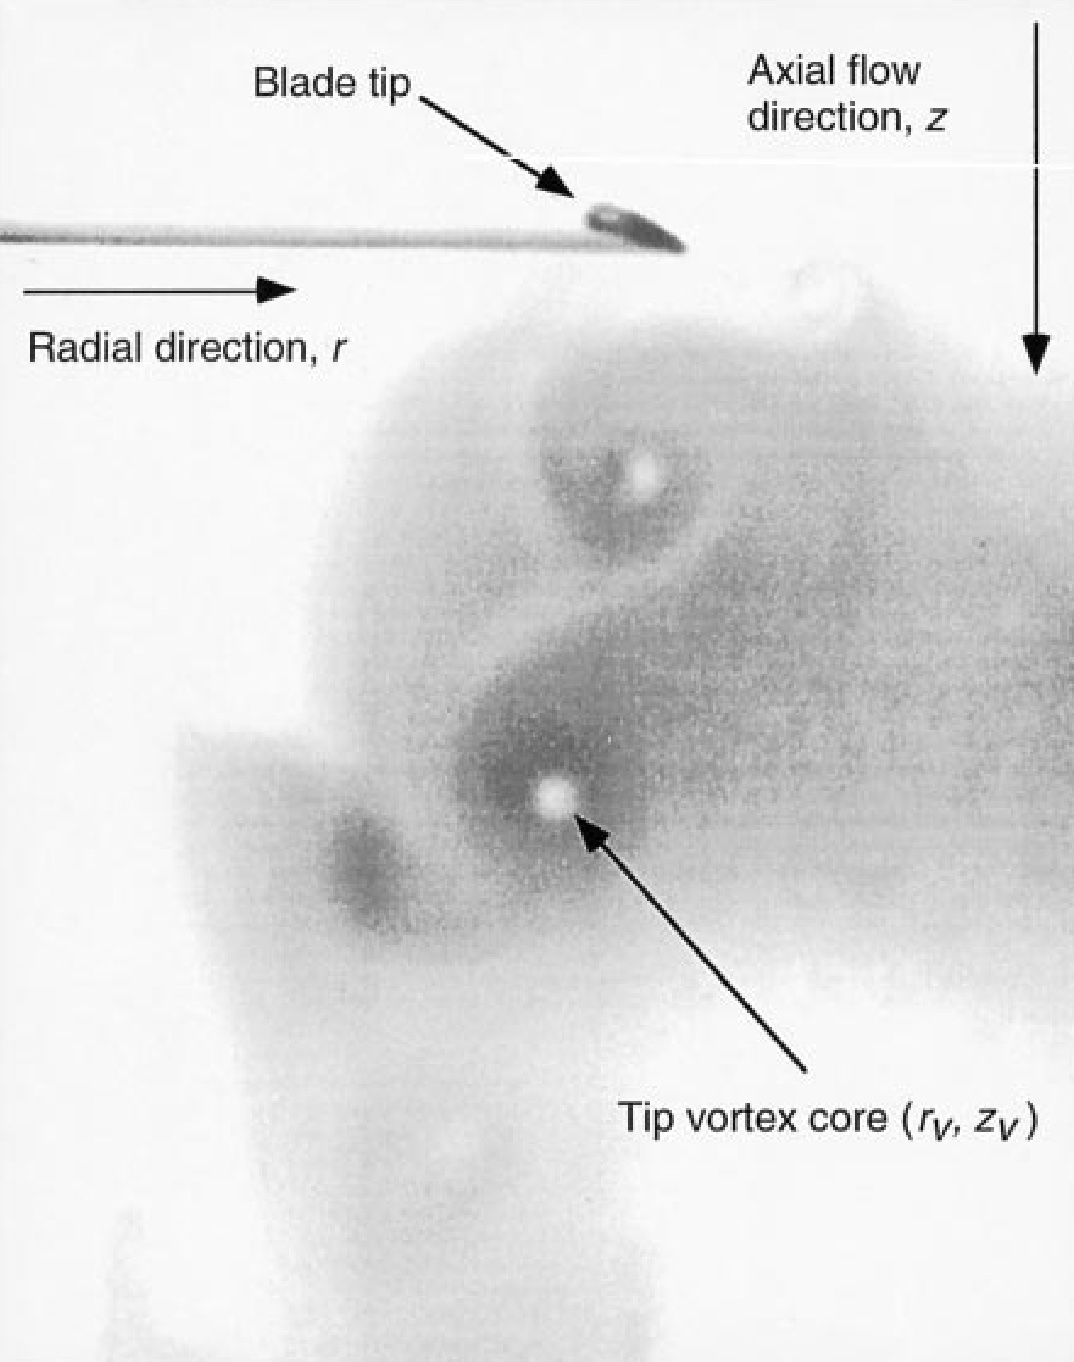 Blade tip
Axial flow
direction, z
Radial direction, r
Tip vortex core (rv, zv)